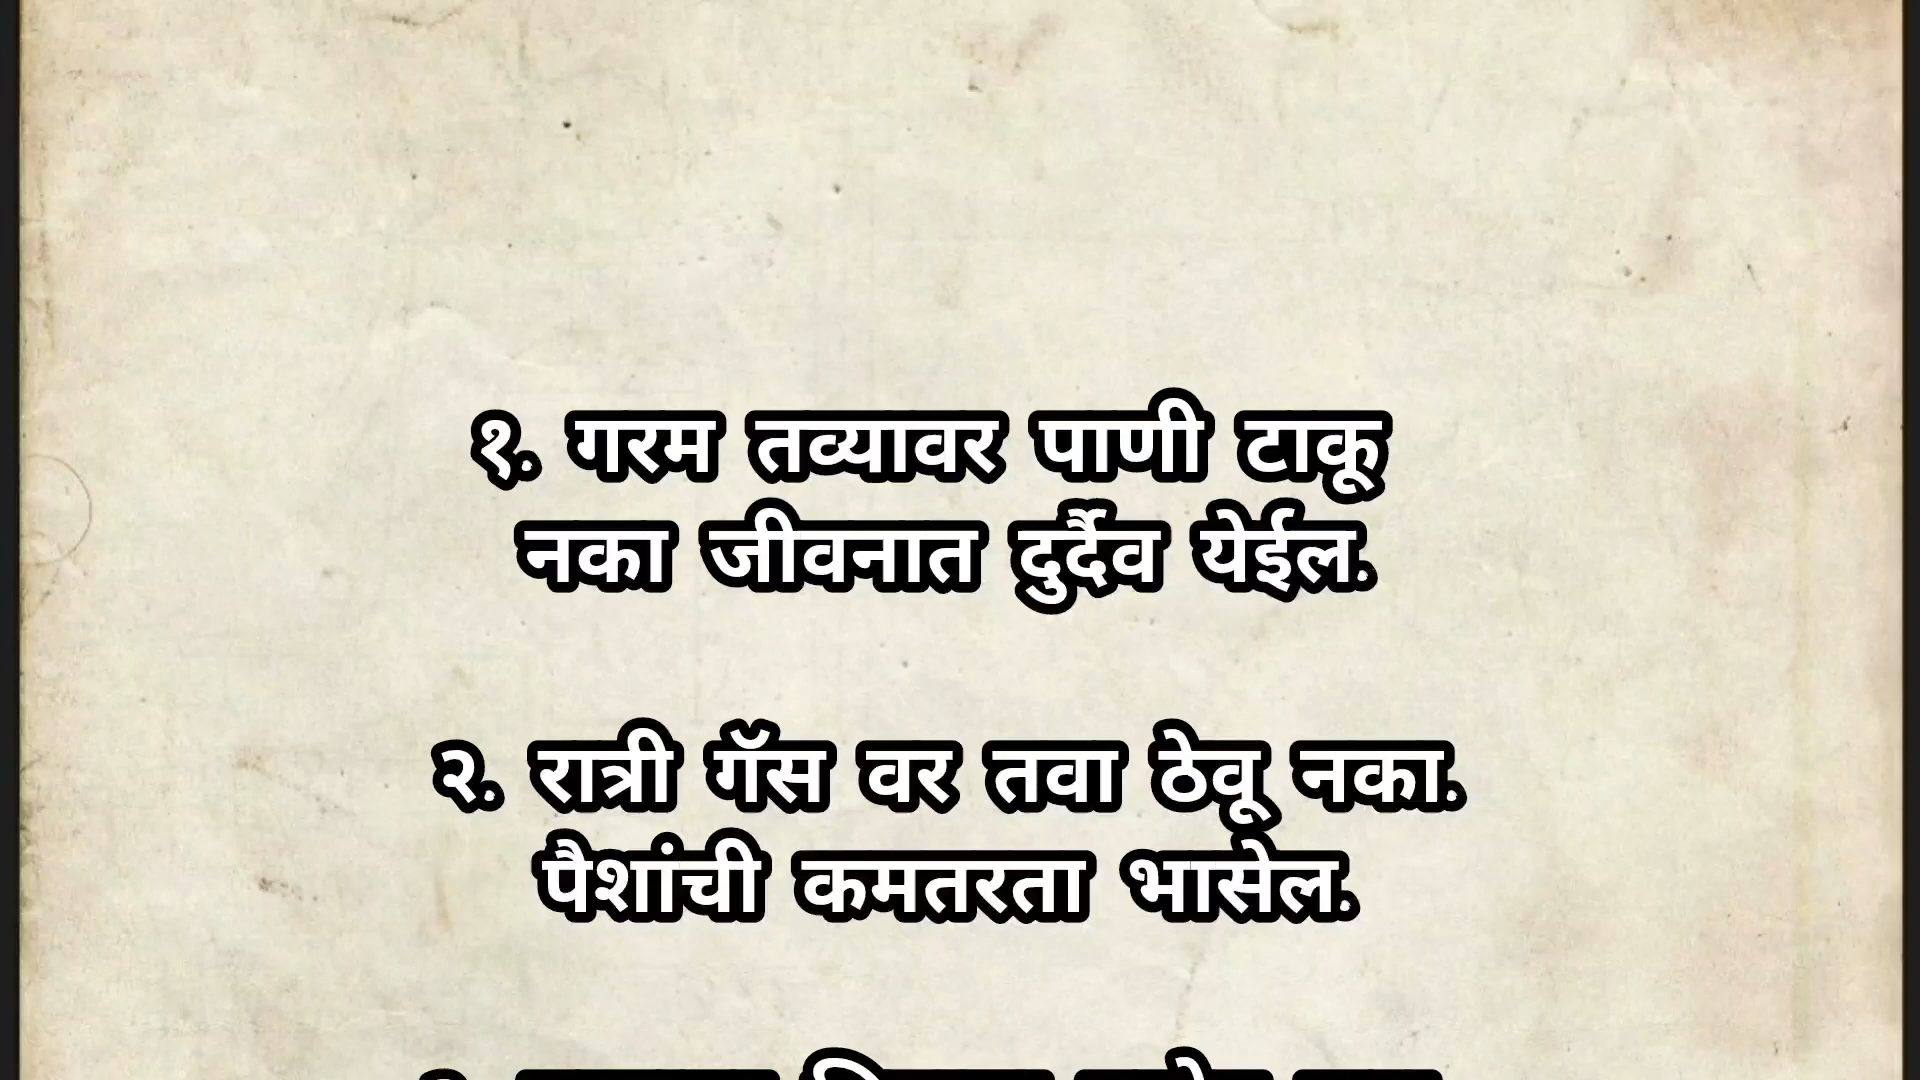 १. गरम तव्यावर पाणी टाकू
नका जीवनात दुर्दैव येईल.
२. रात्री गॅस वर तवा ठेवू नका.
पैशांची कमतरता भासेल.